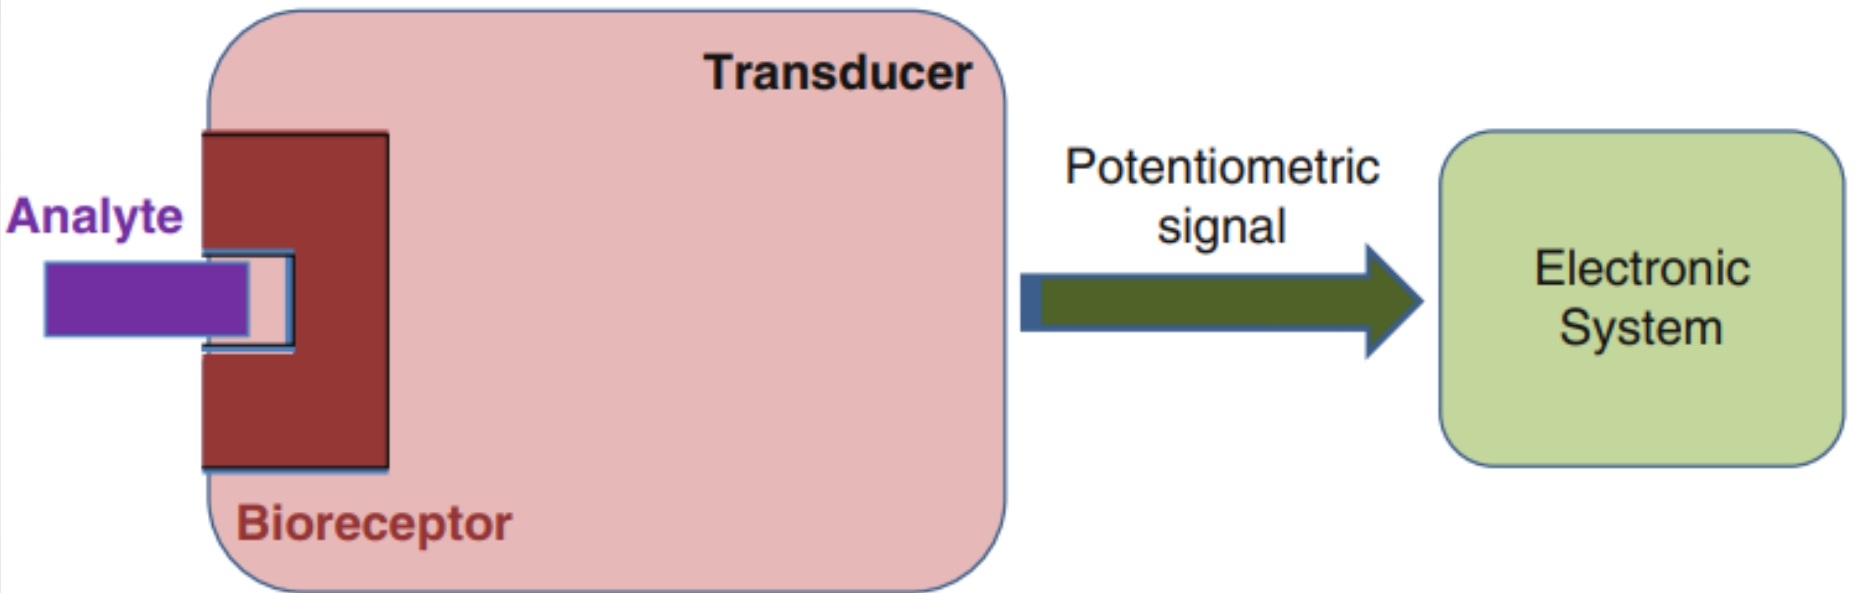 Transducer
Analyte
Bioreceptor
Potentiometric
signal
Electronic
System